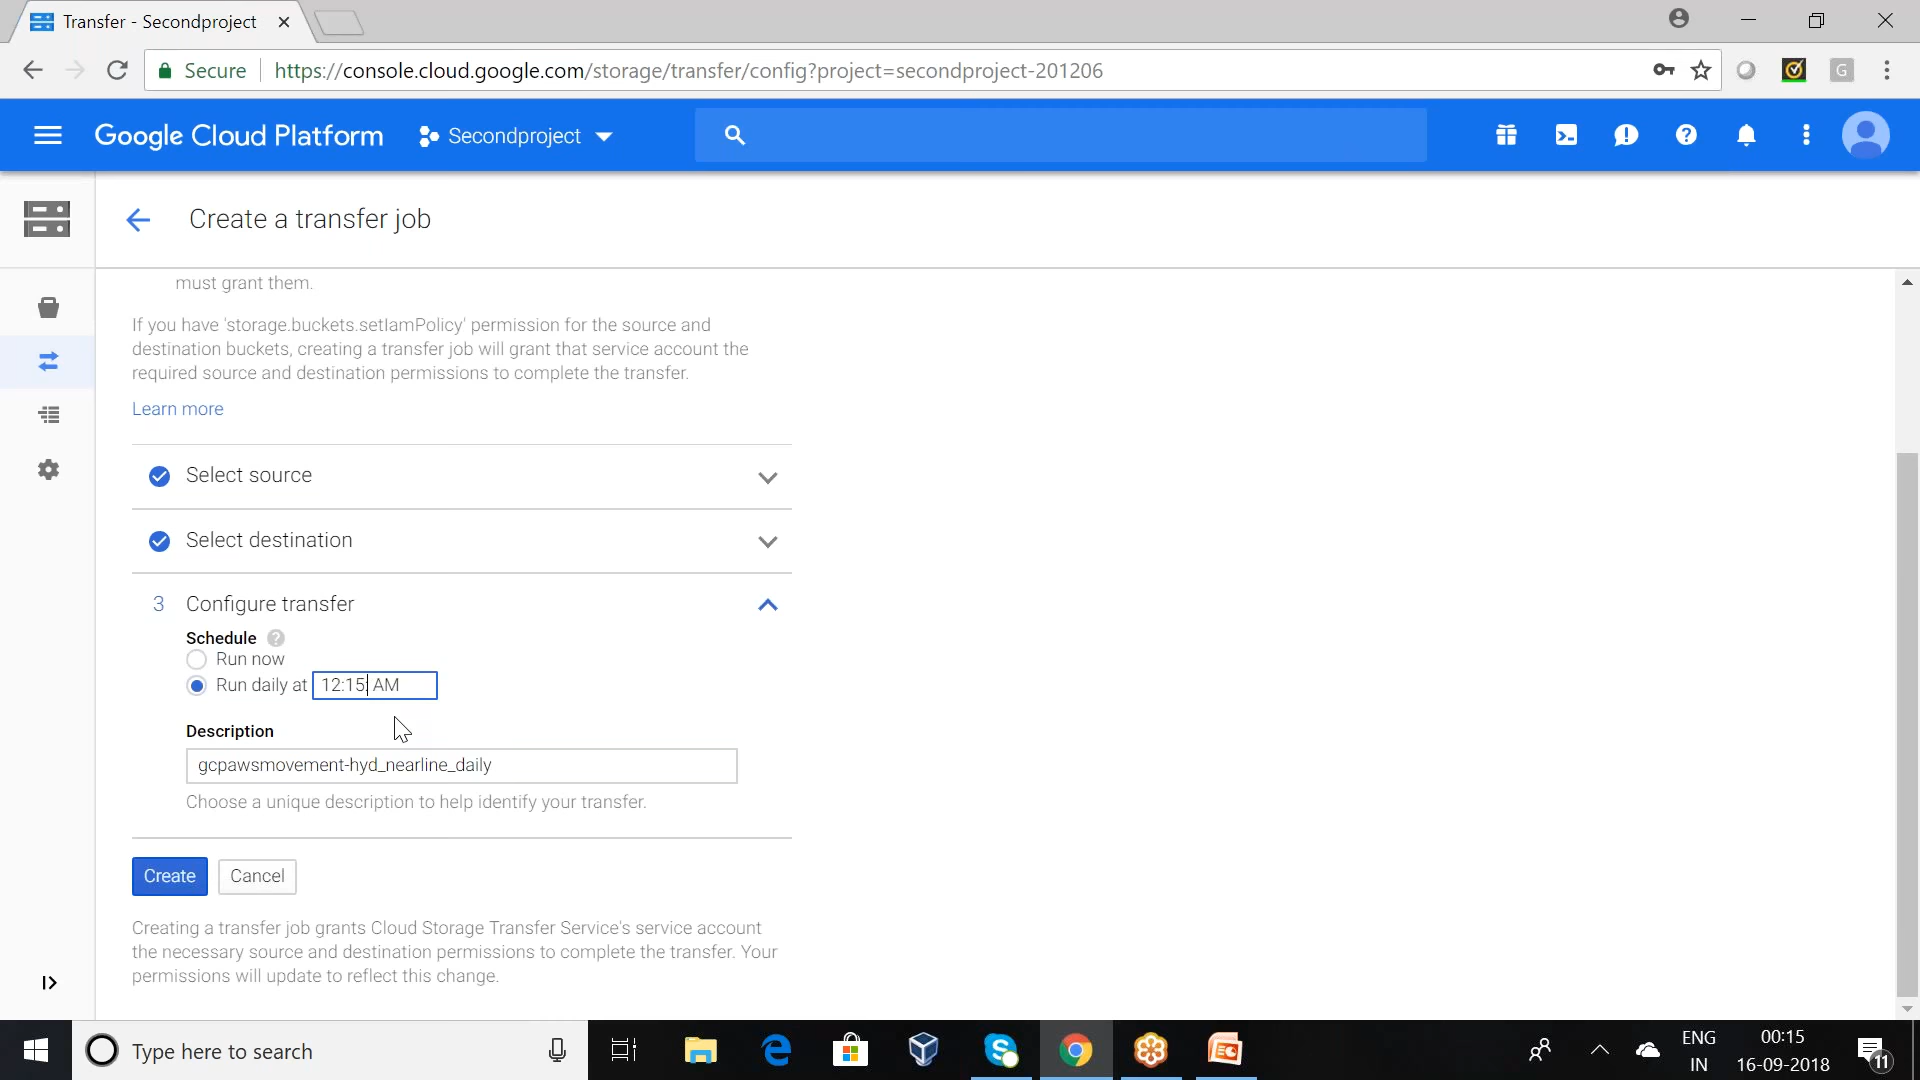 Transfer - Secondproject
Secure
https://console.cloud.google.com/storage/transfer/config?project=secondproject-201206
G
Google Cloud Platform
Secondproject
Create a transfer job
must grant them.
If you have 'storage.buckets.setIamPolicy' permission for the source and
destination buckets, creating a transfer job will grant that service account the
required source and destination permissions to complete the transfer.
Learn more
Select source
Select destination
3 Configure transfer
Schedule ?
Run now
Run daily at 12:15: AM
Description
gcpawsmovement-hyd_nearline_daily
Choose a unique description to help identify your transfer.
Create
Cancel
Creating a transfer job grants Cloud Storage Transfer Service's service account
the necessary source and destination permissions to complete the transfer. Your
permissions will update to reflect this change.
Type here to search
ENG
IN
00:15
16-09-2018
11